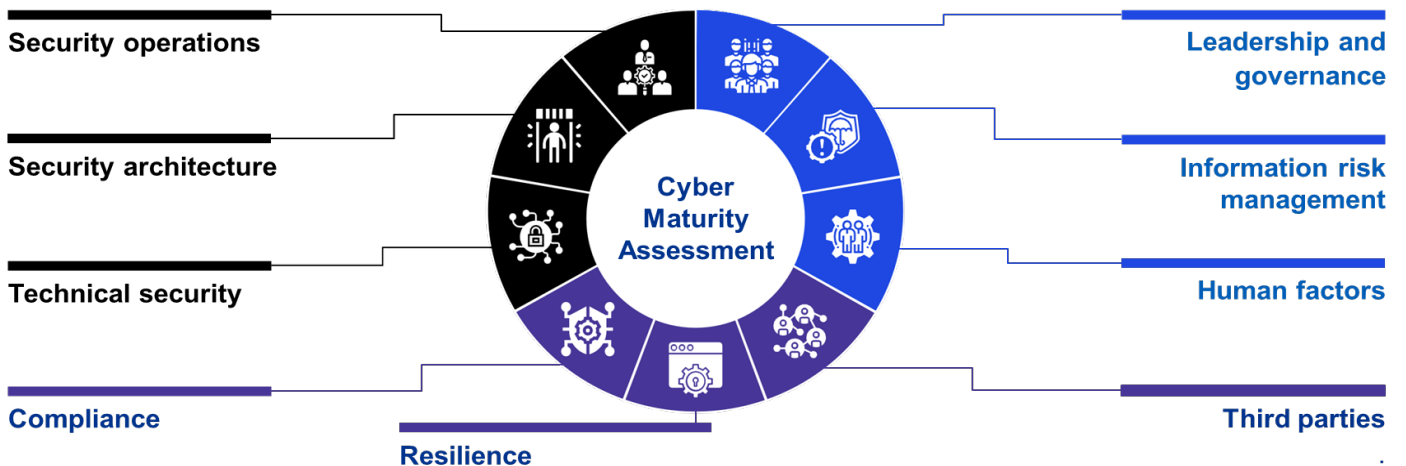 Security operations
Security architecture
Technical security
Compliance
Resilience
Cyber
Maturity
Assessment
Leadership and
governance
Information risk
management
Human factors
Third parties
.